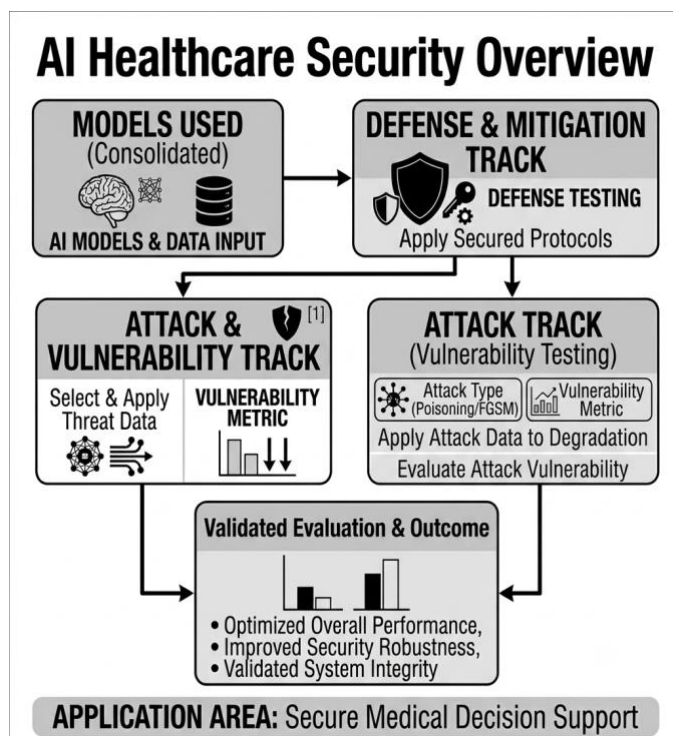 AI Healthcare Security Overview
MODELS USED
(Consolidated)
AI MODELS & DATA INPUT
DEFENSE & MITIGATION
TRACK
DEFENSE TESTING
Apply Secured Protocols
ATTACK &
[1]
VULNERABILITY TRACK
Select & Apply
Threat Data
VULNERABILITY
METRIC
ATTACK TRACK
(Vulnerability Testing)
Attack Type
(Poisoning/FGSM)
Vulnerability
Metric
Apply Attack Data to Degradation
Evaluate Attack Vulnerability
Validated Evaluation & Outcome
• Optimized Overall Performance,
• Improved Security Robustness,
• Validated System Integrity
APPLICATION AREA: Secure Medical Decision Support